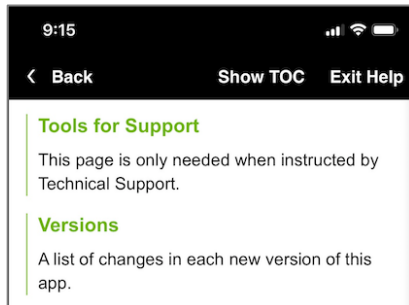 9:15
Back Show TOC Exit Help
Tools for Support
This page is only needed when instructed by
Technical Support.
Versions
A list of changes in each new version of this
app.